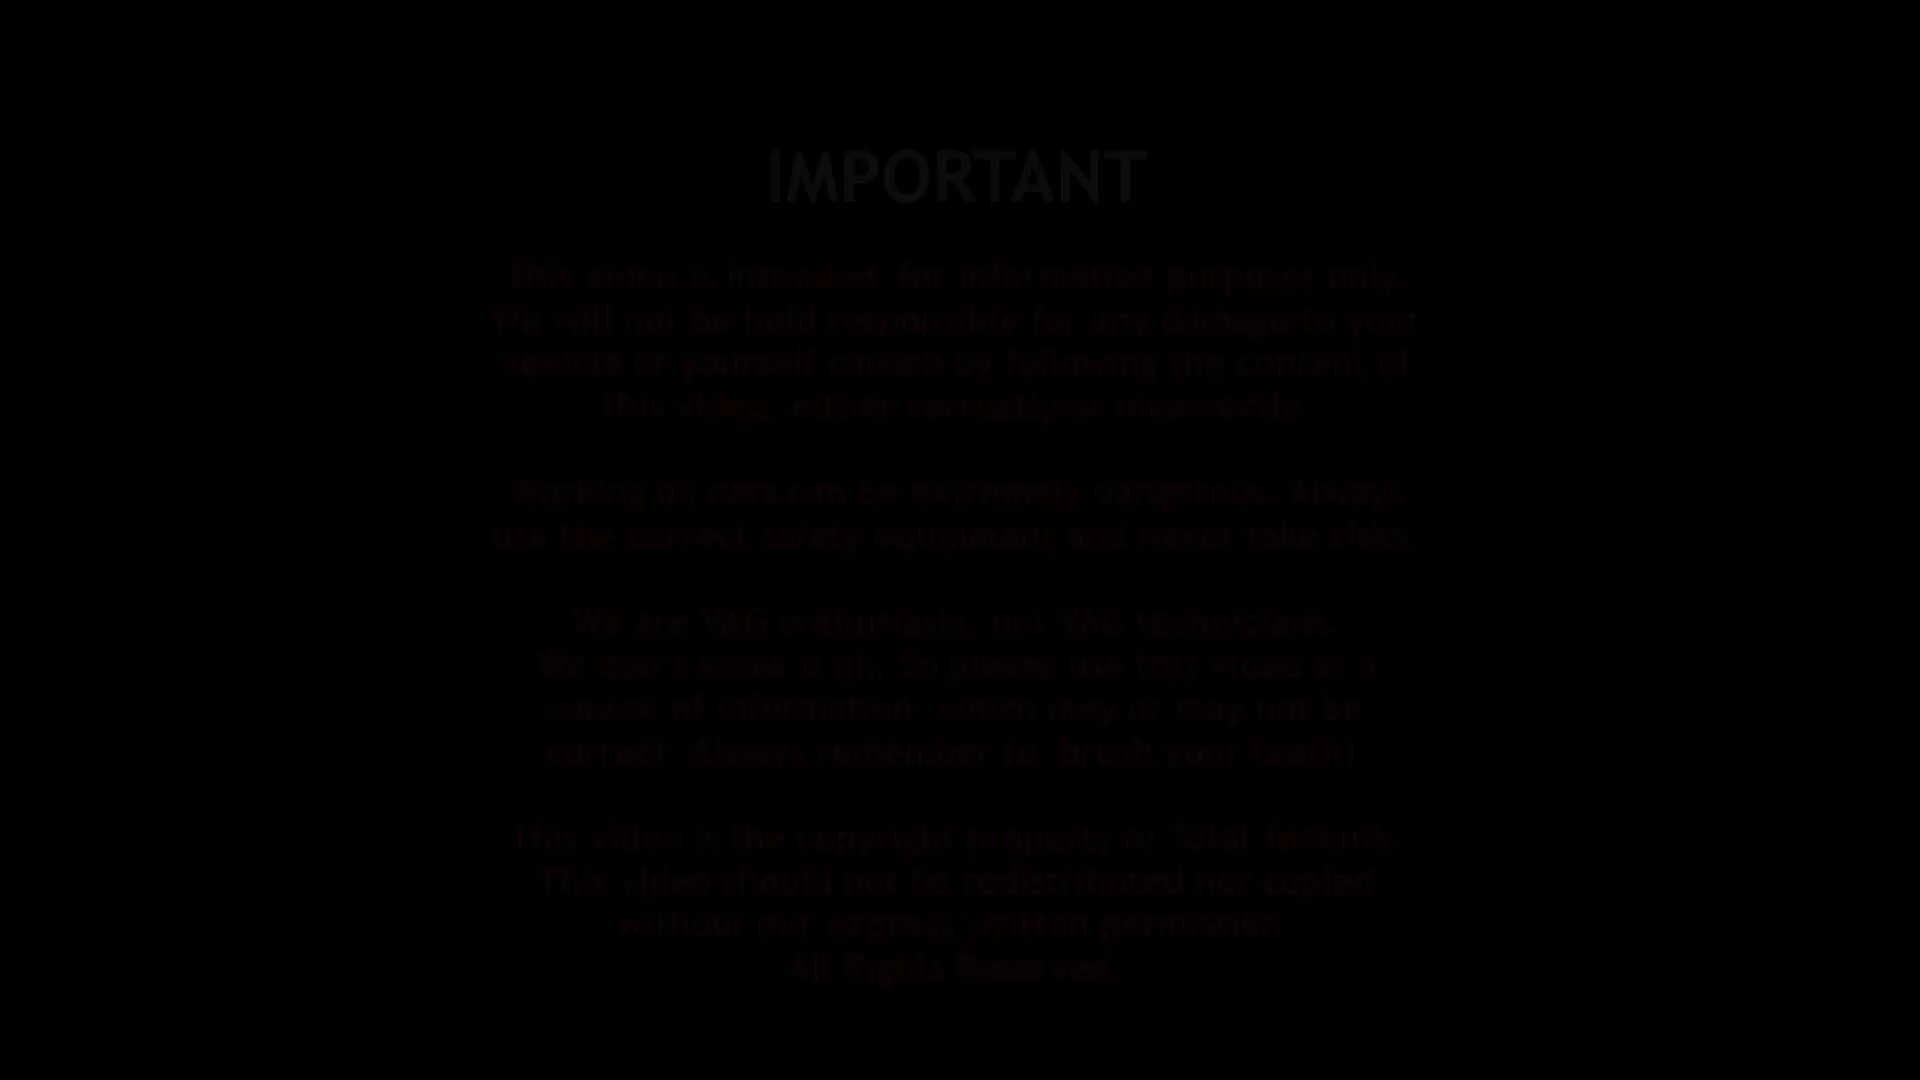 IMPORTANT
This video is intended for information purposes only.
We will not be held responsible for any damage to your
vehicle or yourself caused by following the content of
this video, either correctly or incorrectly.
Working on cars can be extremely dangerous. Always
use the correct safety equipment and never take risks.
We are VAG enthusiasts, not VAG technicians.
We don't know it all. So please use this video as a
source of information, which may or may not be
correct. Always remember to brush your teeth!
This video is the copyright property of Total Technik.
This video should not be redistributed nor copied
without our express written permission.
All Rights Reserved.